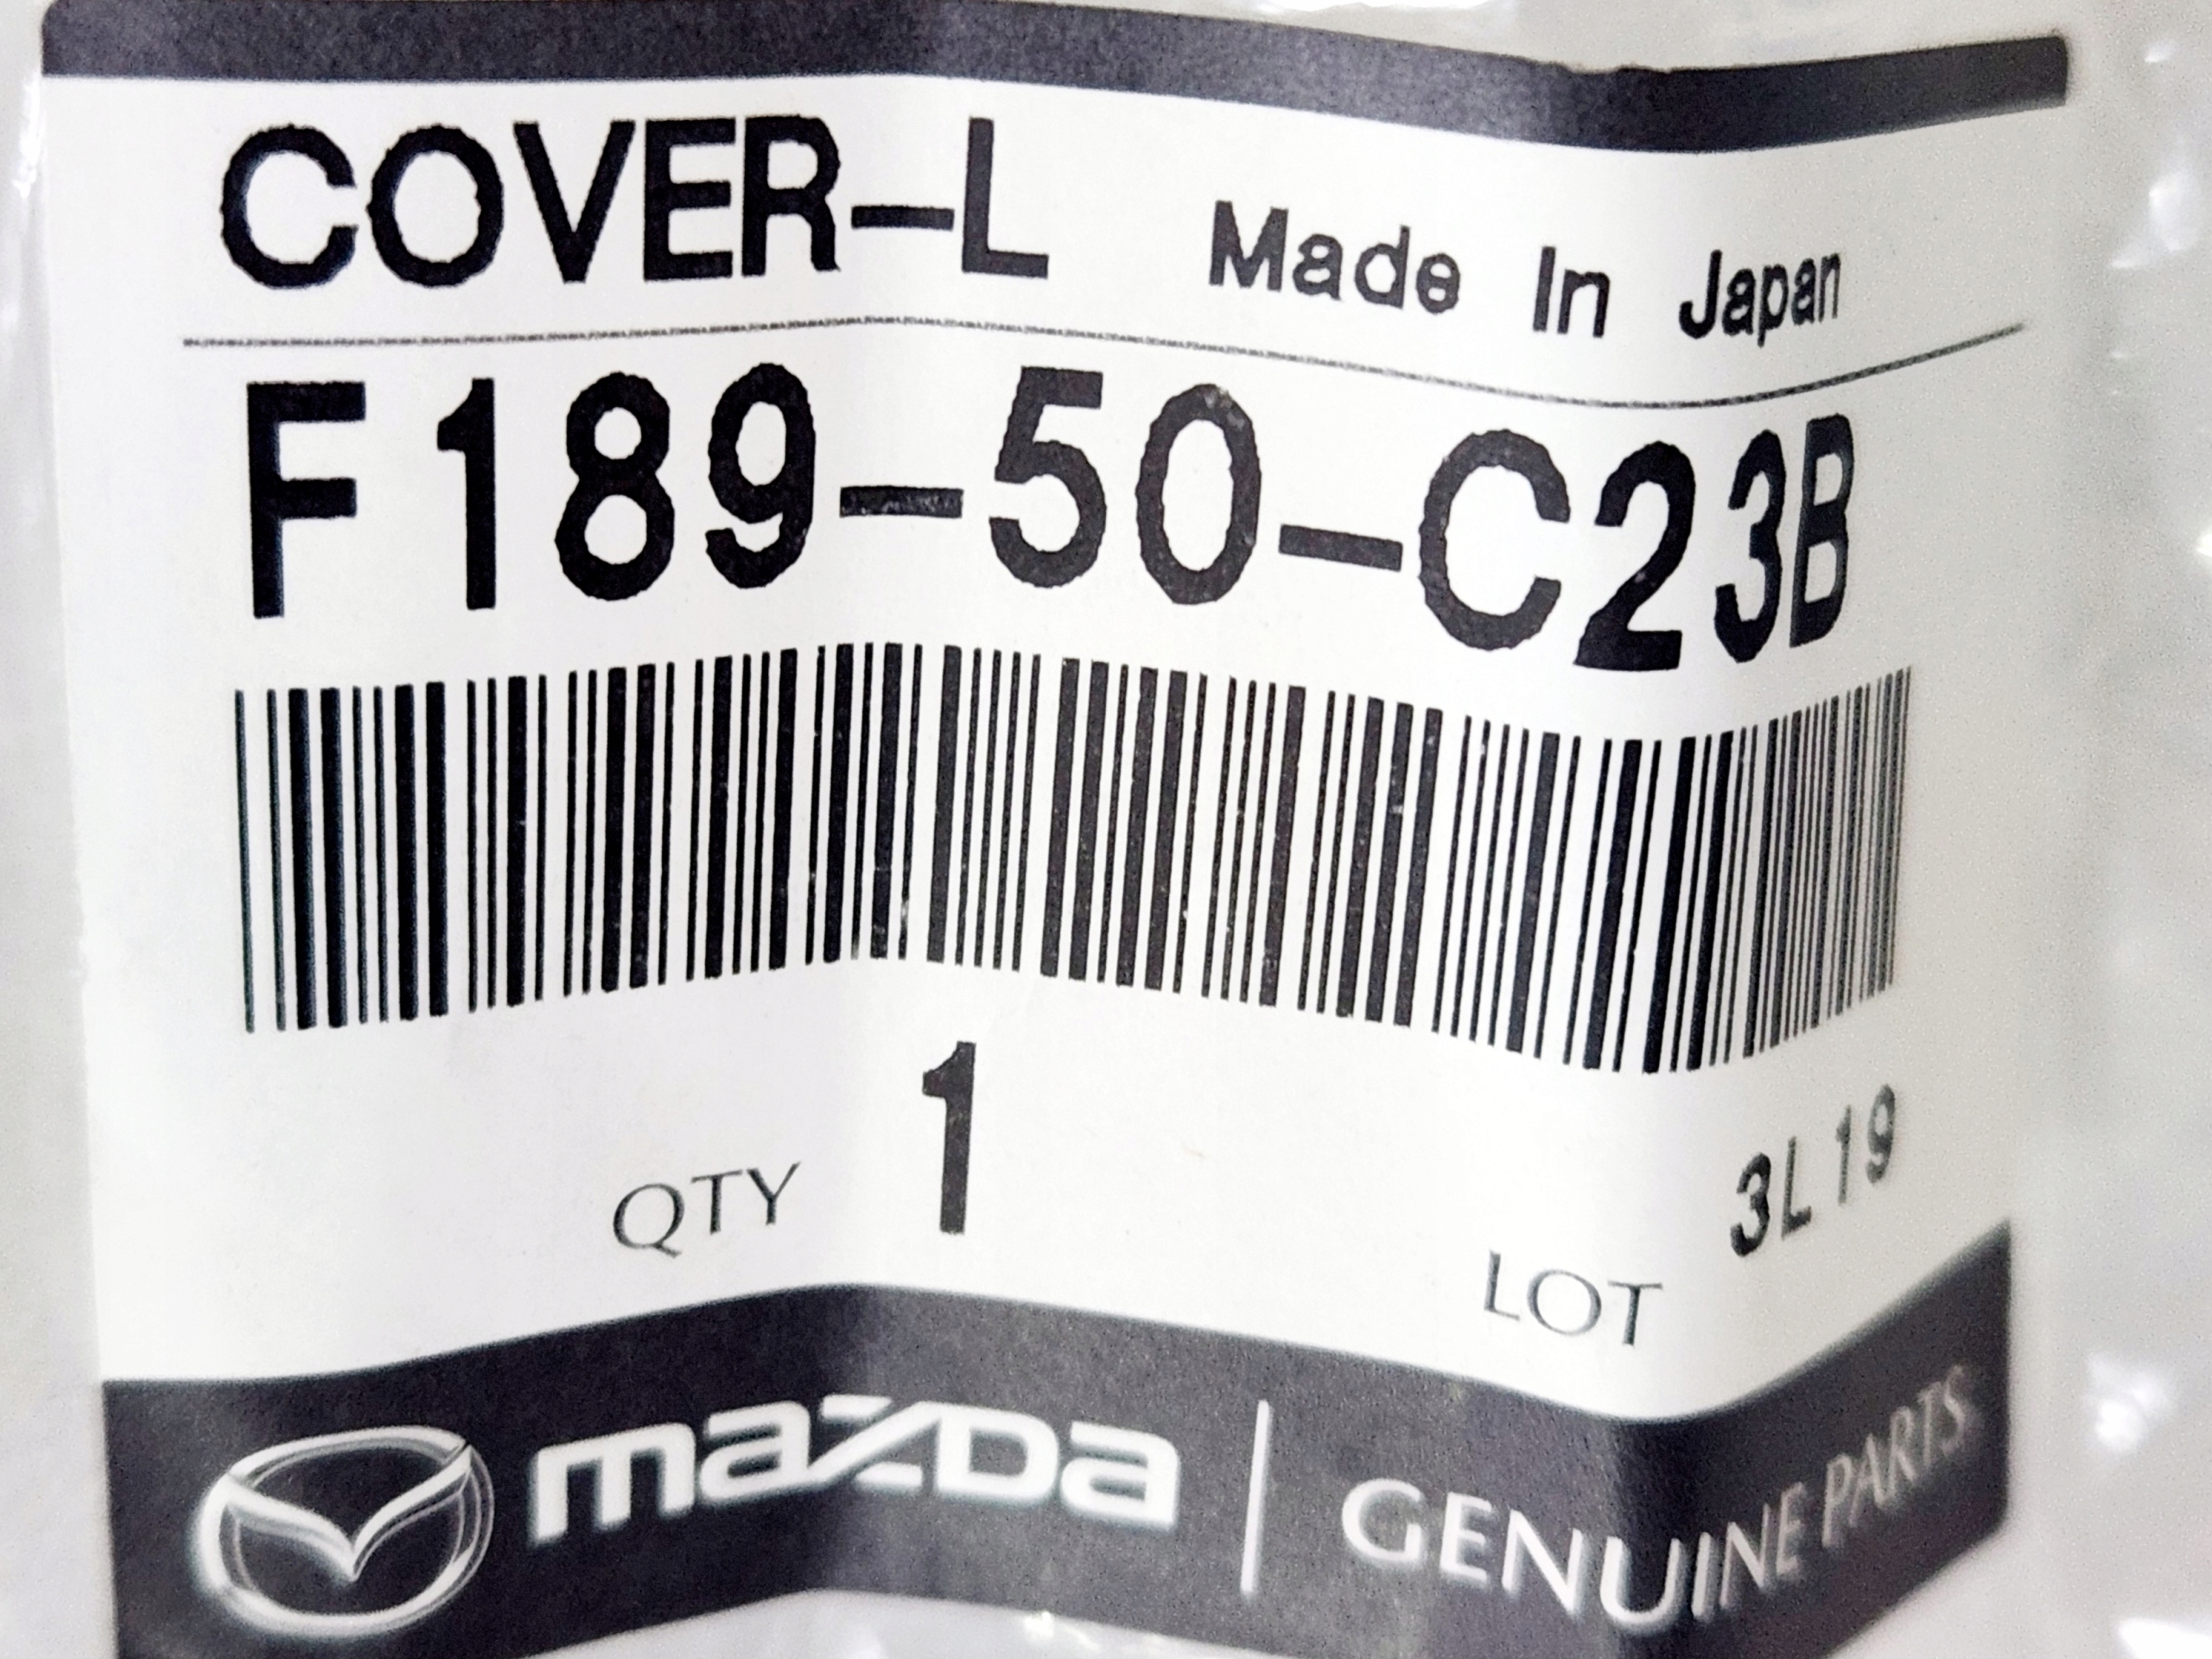 COVER-L Made In Japan
F189-50-C23B
QTY 1 LOT 3L19
mazda | GENUINE PARTS